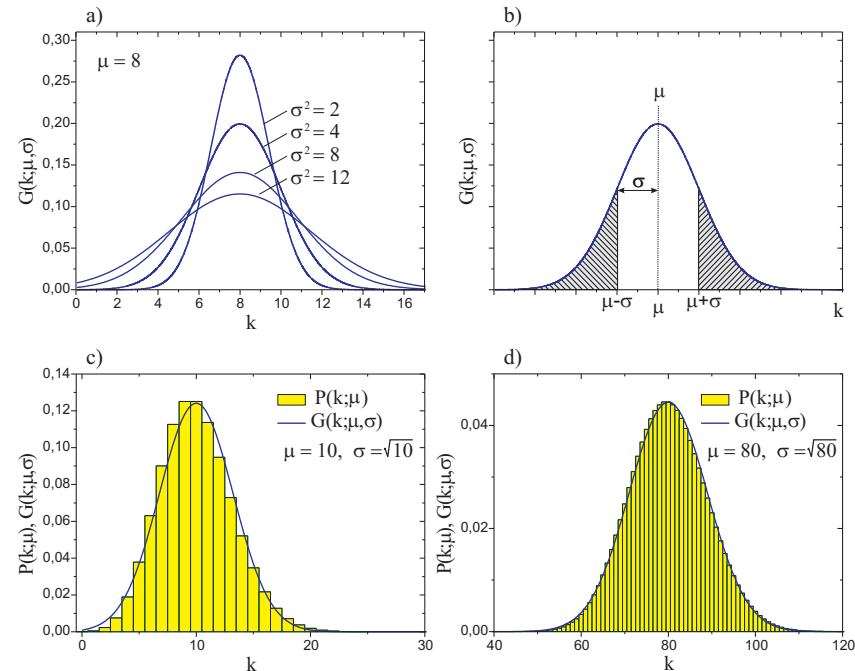 a)
G(k;μ,σ)
0,30
0,25
0,20
0,15
0,10
0,05
0,00
μ = 8
σ² = 2
σ² = 4
σ² = 8
σ² = 12
0 2 4 6 8 10 12 14 16
k
b)
G(k;μ,σ)
μ
σ
μ-σ μ μ+σ k
c)
P(k;μ), G(k;μ,σ)
0,14
0,12
0,10
0,08
0,06
0,04
0,02
0,00
P(k;μ)
G(k;μ,σ)
μ = 10, σ =√10
0 10 20 30
k
d)
P(k;μ), G(k;μ,σ)
0,04
0,02
0,00
P(k;μ)
G(k;μ,σ)
μ = 80, σ =√80
40 60 80 100 120
k